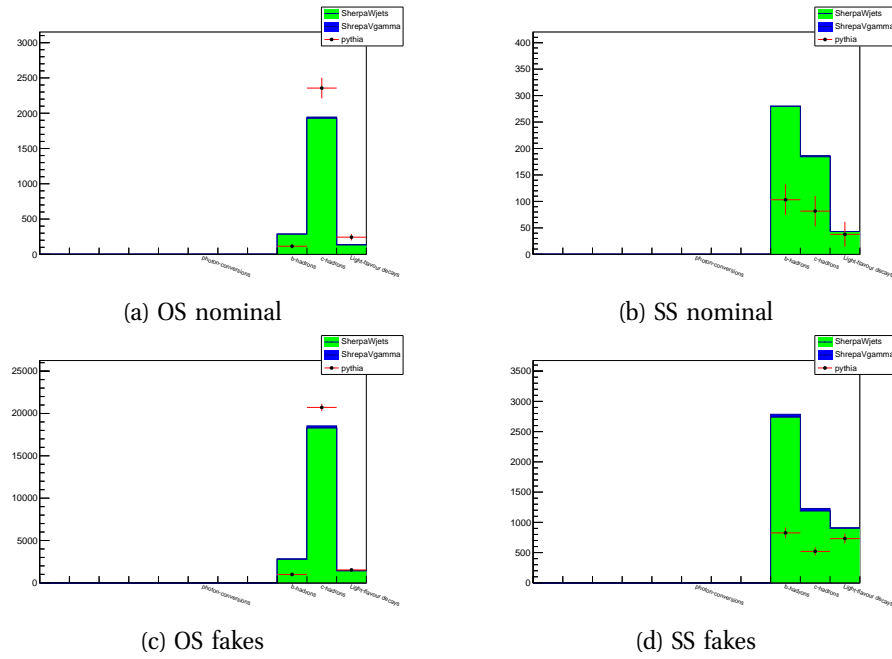 SherpaWjets
ShrepaVgamma
pythia
3000
2500
2000
1500
1000
500
0
photon-conversions
b-hadrons
c-hadrons
Light-flavour decays
(a) OS nominal
SherpaWjets
ShrepaVgamma
pythia
400
350
300
250
200
150
100
50
0
photon-conversions
b-hadrons
c-hadrons
Light-flavour decays
(b) SS nominal
SherpaWjets
ShrepaVgamma
pythia
25000
20000
15000
10000
5000
0
photon-conversions
b-hadrons
c-hadrons
Light-flavour decays
(c) OS fakes
SherpaWjets
ShrepaVgamma
pythia
3500
3000
2500
2000
1500
1000
500
0
photon-conversions
b-hadrons
c-hadrons
Light-flavour decays
(d) SS fakes